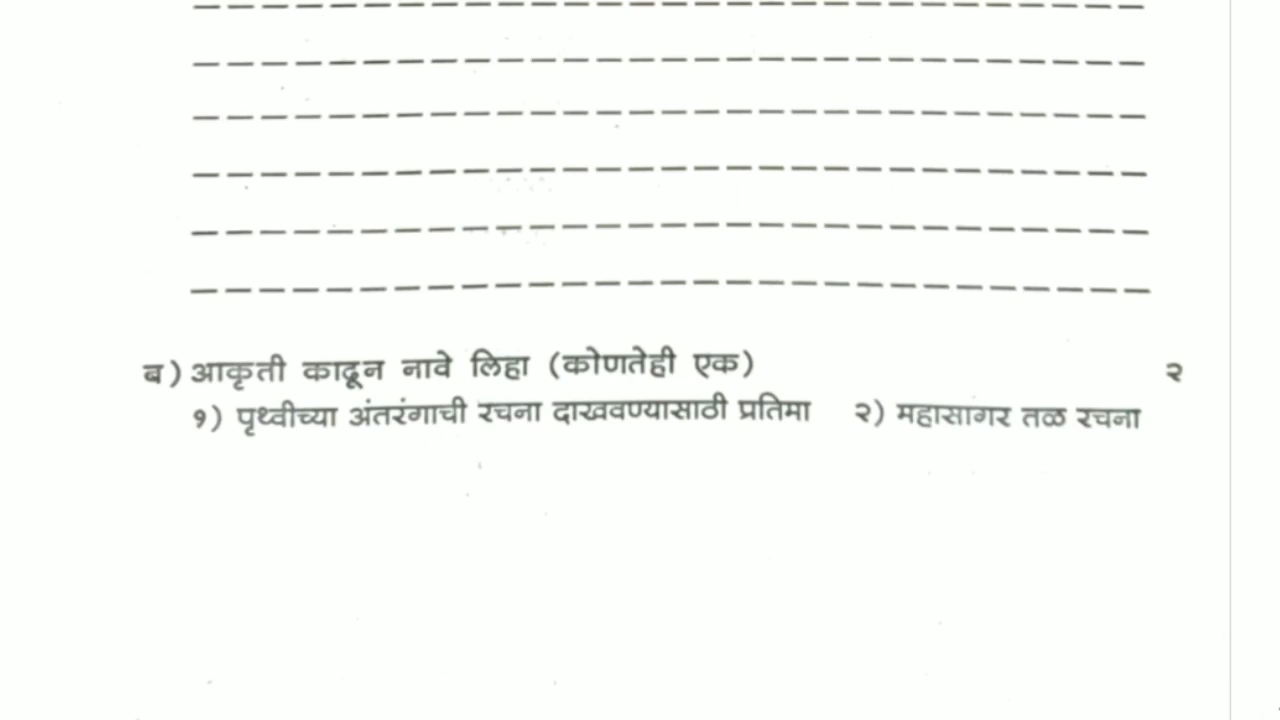 ब) आकृती काढून नावे लिहा (कोणतेही एक) २
१) पृथ्वीच्या अंतरंगाची रचना दाखवण्यासाठी प्रतिमा २) महासागर तळ रचना